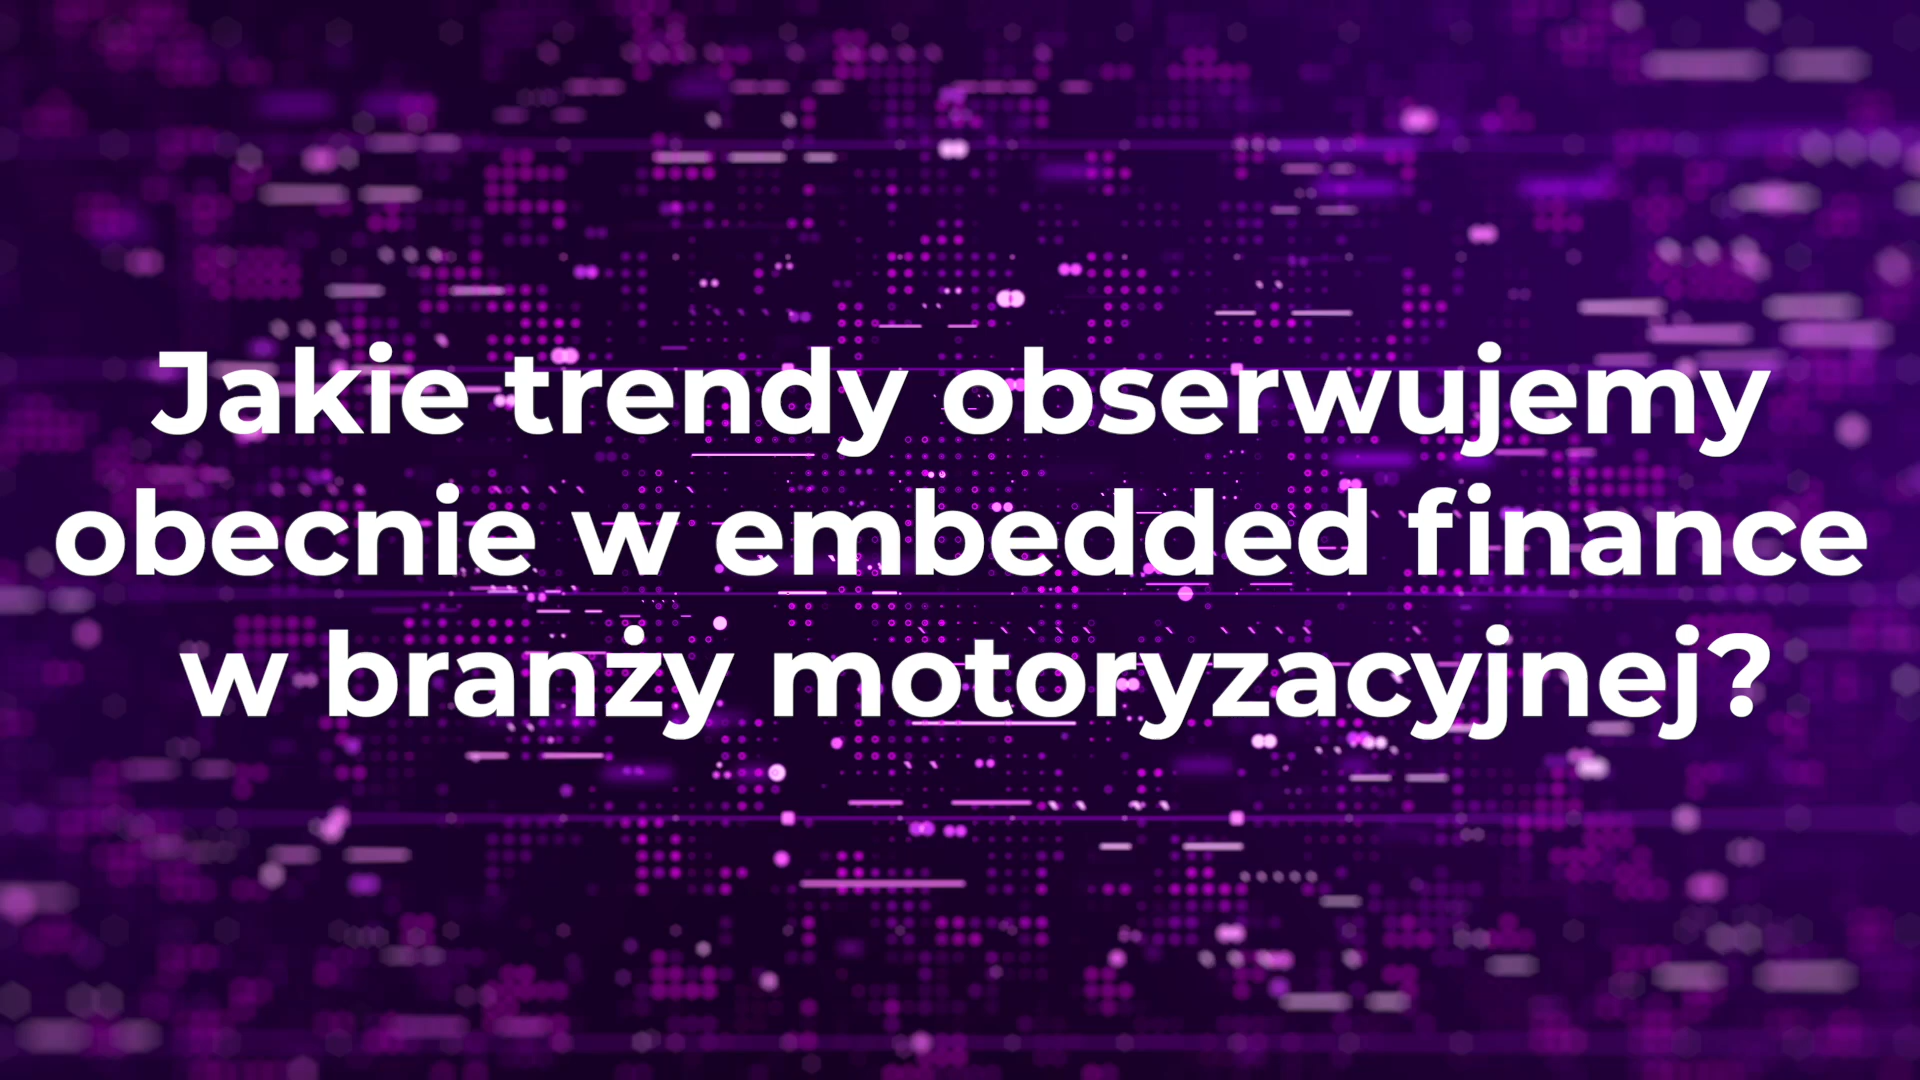 Jakie trendy obserwujemy
obecnie w embedded finance
w branży motoryzacyjnej?